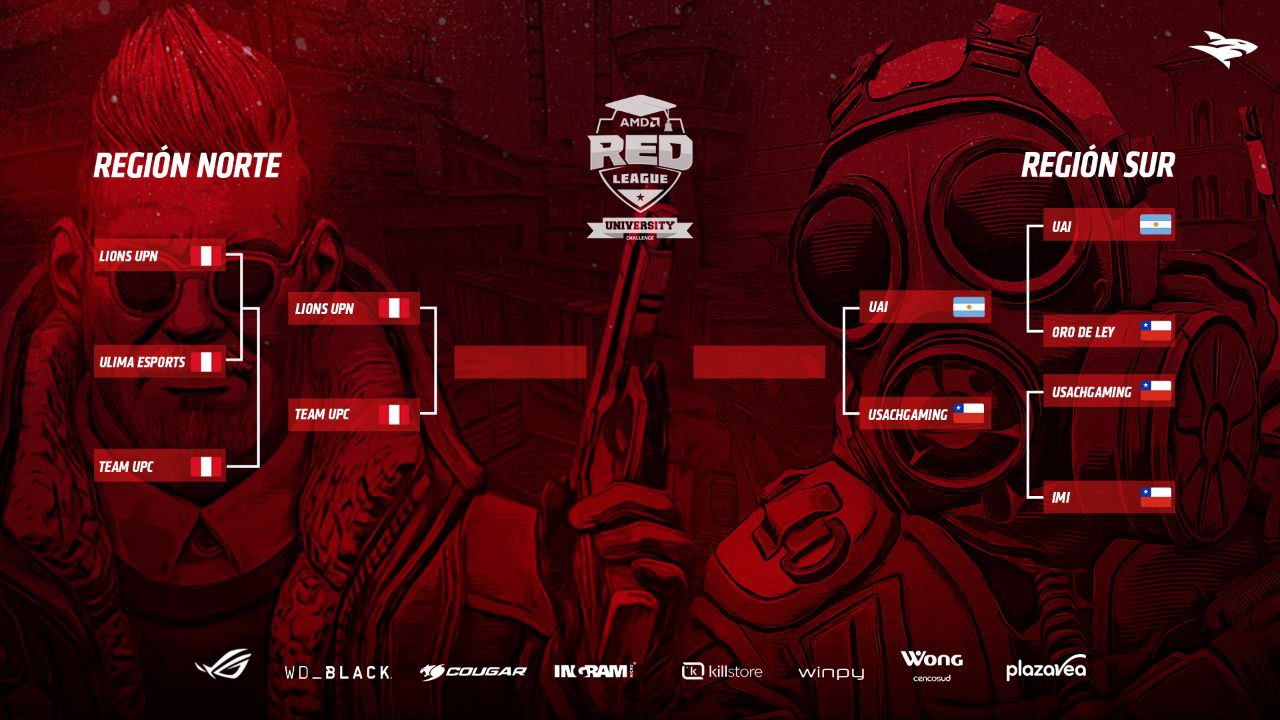 AMD
RED
LEAGUE
UNIVERSITY
CHALLENGE
REGIÓN NORTE
LIONS UPN
ULIMA ESPORTS
TEAM UPC
LIONS UPN
TEAM UPC
REGIÓN SUR
UAI
USACHGAMING
UAI
ORO DE LEY
USACHGAMING
IMI
WD_BLACK
COUGAR
INGRAM
killstore
winpy
Wong
cencosud
plazavea